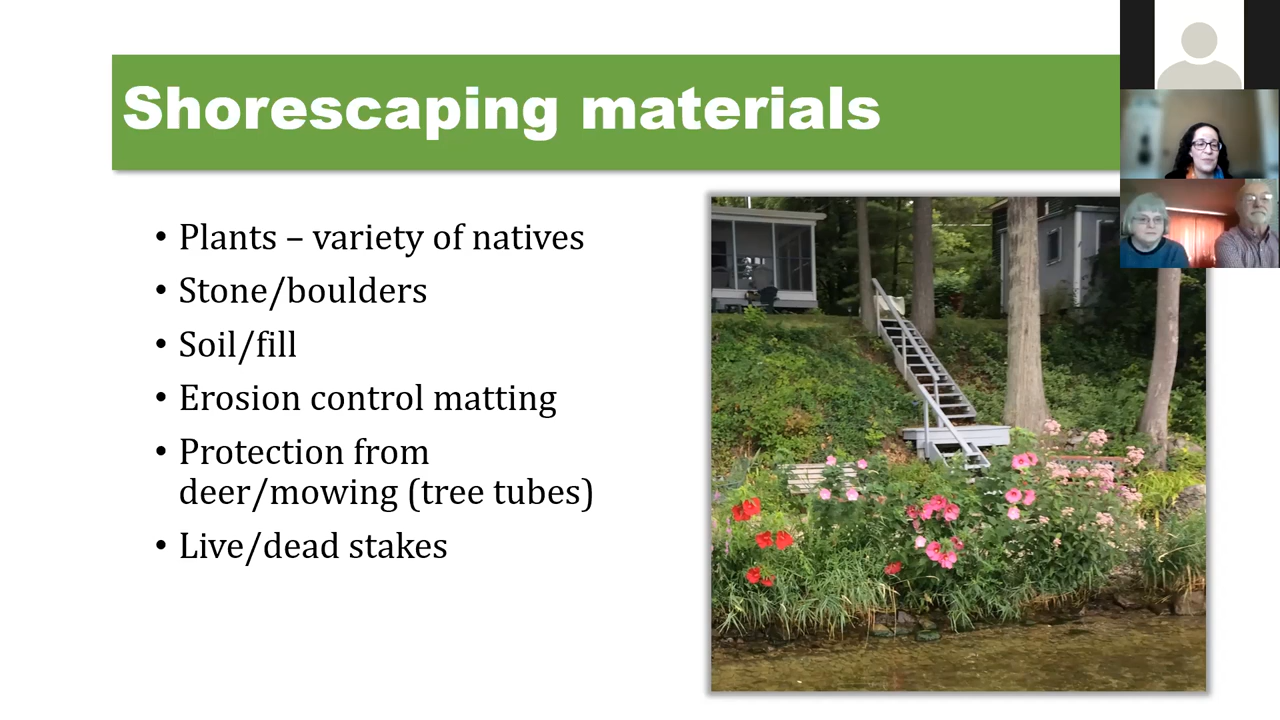 Shorescaping materials
• Plants – variety of natives
• Stone/boulders
• Soil/fill
• Erosion control matting
• Protection from
deer/mowing (tree tubes)
• Live/dead stakes